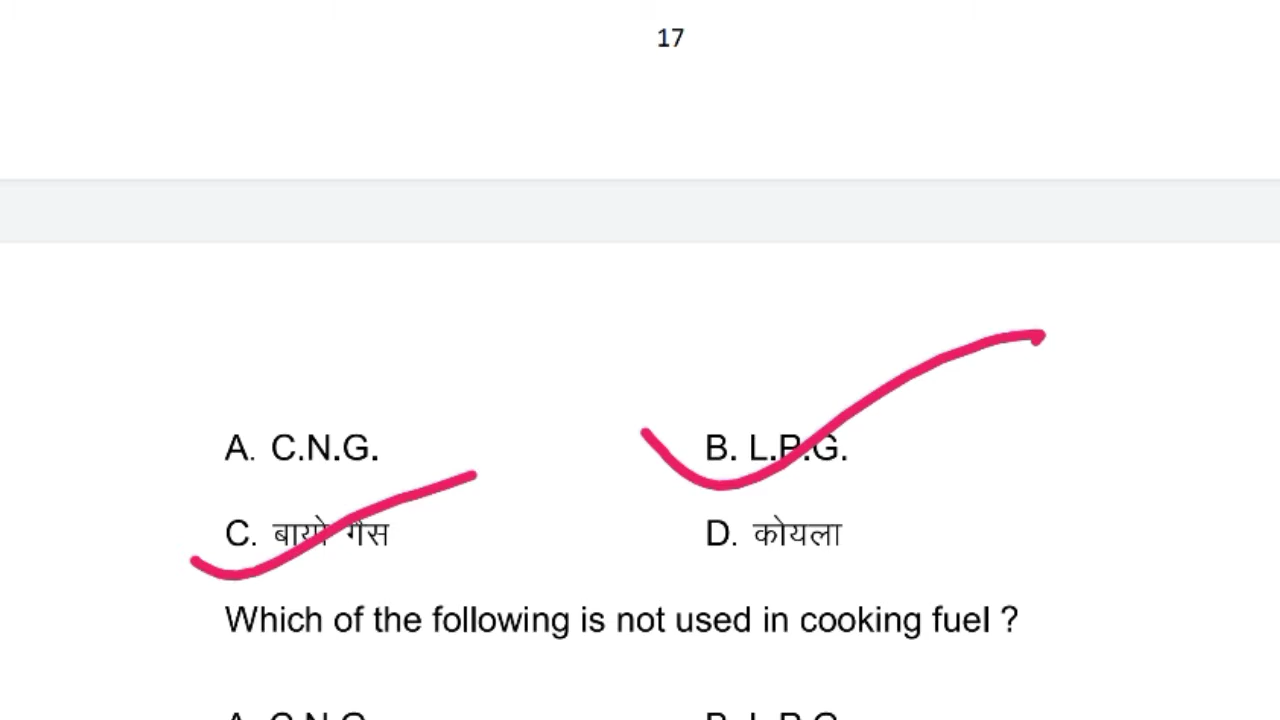 17
A. C.N.G. B. L.P.G.
C. बायो गैस D. कोयला
Which of the following is not used in cooking fuel ?
A. C.N.G. B. L.P.G.